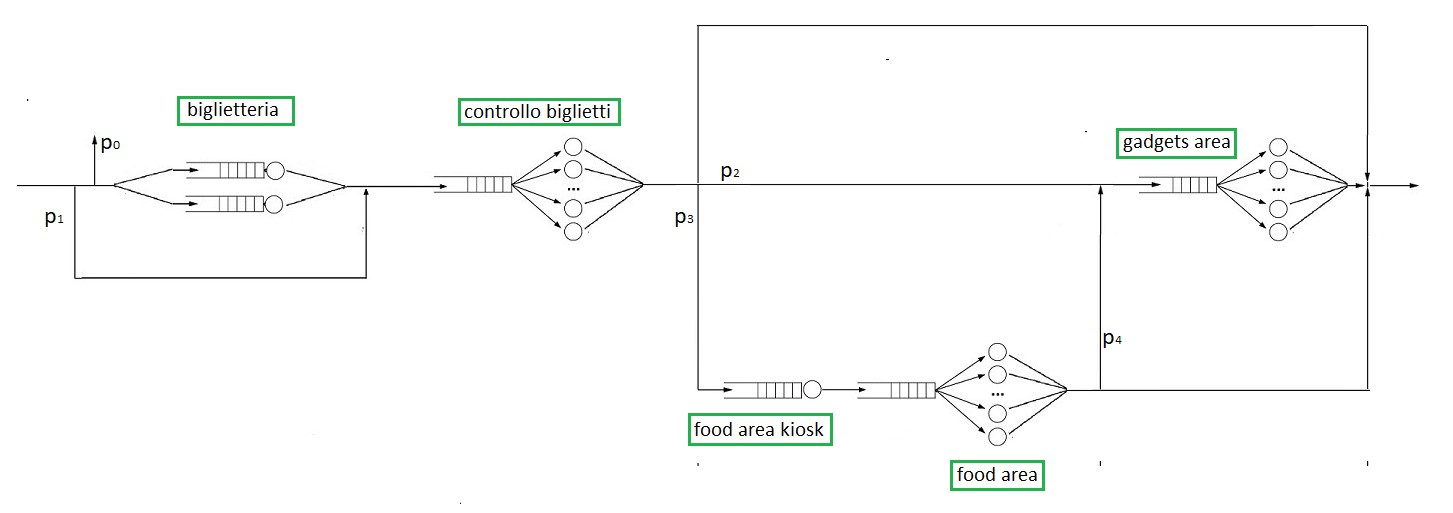 biglietteria
controllo biglietti
gadgets area
p₀
p₁
p₂
p₃
...
...
p₄
...
food area kiosk
food area